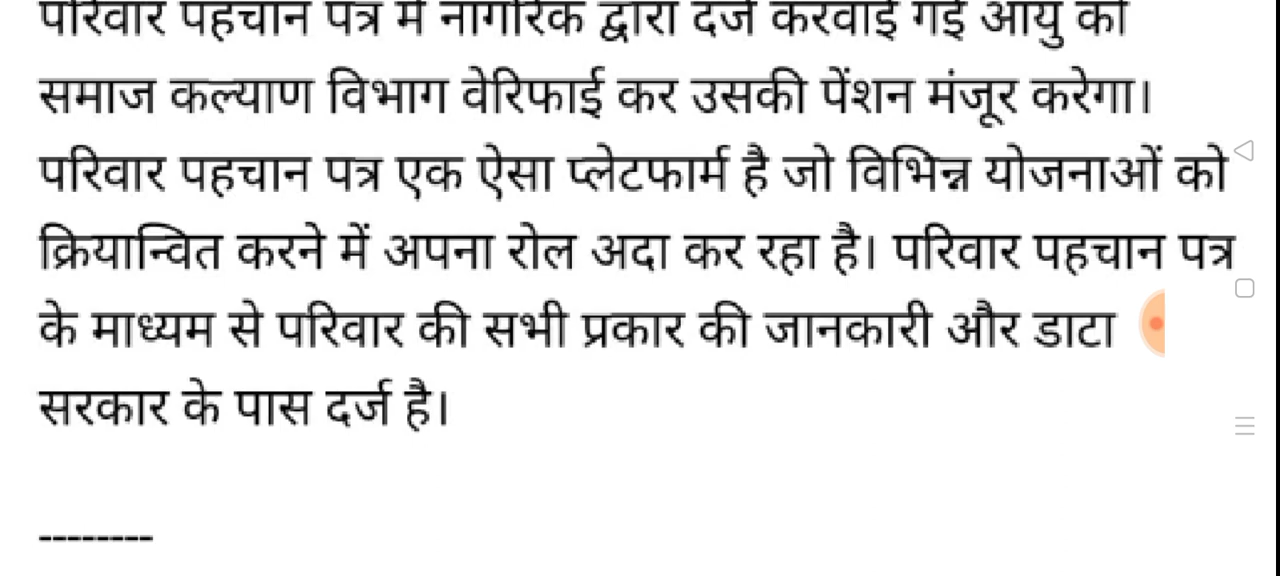 परिवार पहचान पत्र में नागरिक द्वारा दर्ज करवाई गई आयु को
समाज कल्याण विभाग वेरिफाई कर उसकी पेंशन मंजूर करेगा।
परिवार पहचान पत्र एक ऐसा प्लेटफार्म है जो विभिन्न योजनाओं को
क्रियान्वित करने में अपना रोल अदा कर रहा है। परिवार पहचान पत्र
के माध्यम से परिवार की सभी प्रकार की जानकारी और डाटा
सरकार के पास दर्ज है।
--------